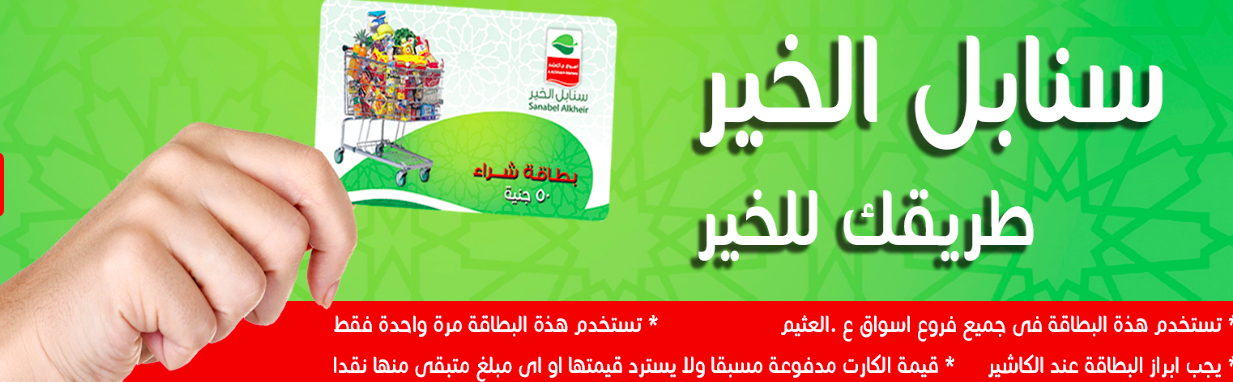 سنابل الخير
طريقك للخير
سنابل الخير
Sanabel Alkheir
بطاقة شراء
٥٠ جنية
* تستخدم هذة البطاقة فى جميع فروع اسواق ع .العثيم
* تستخدم هذة البطاقة مرة واحدة فقط
* يجب ابراز البطاقة عند الكاشير
* قيمة الكارت مدفوعة مسبقا ولا يسترد قيمتها او اى مبلغ متبقى منها نقدا